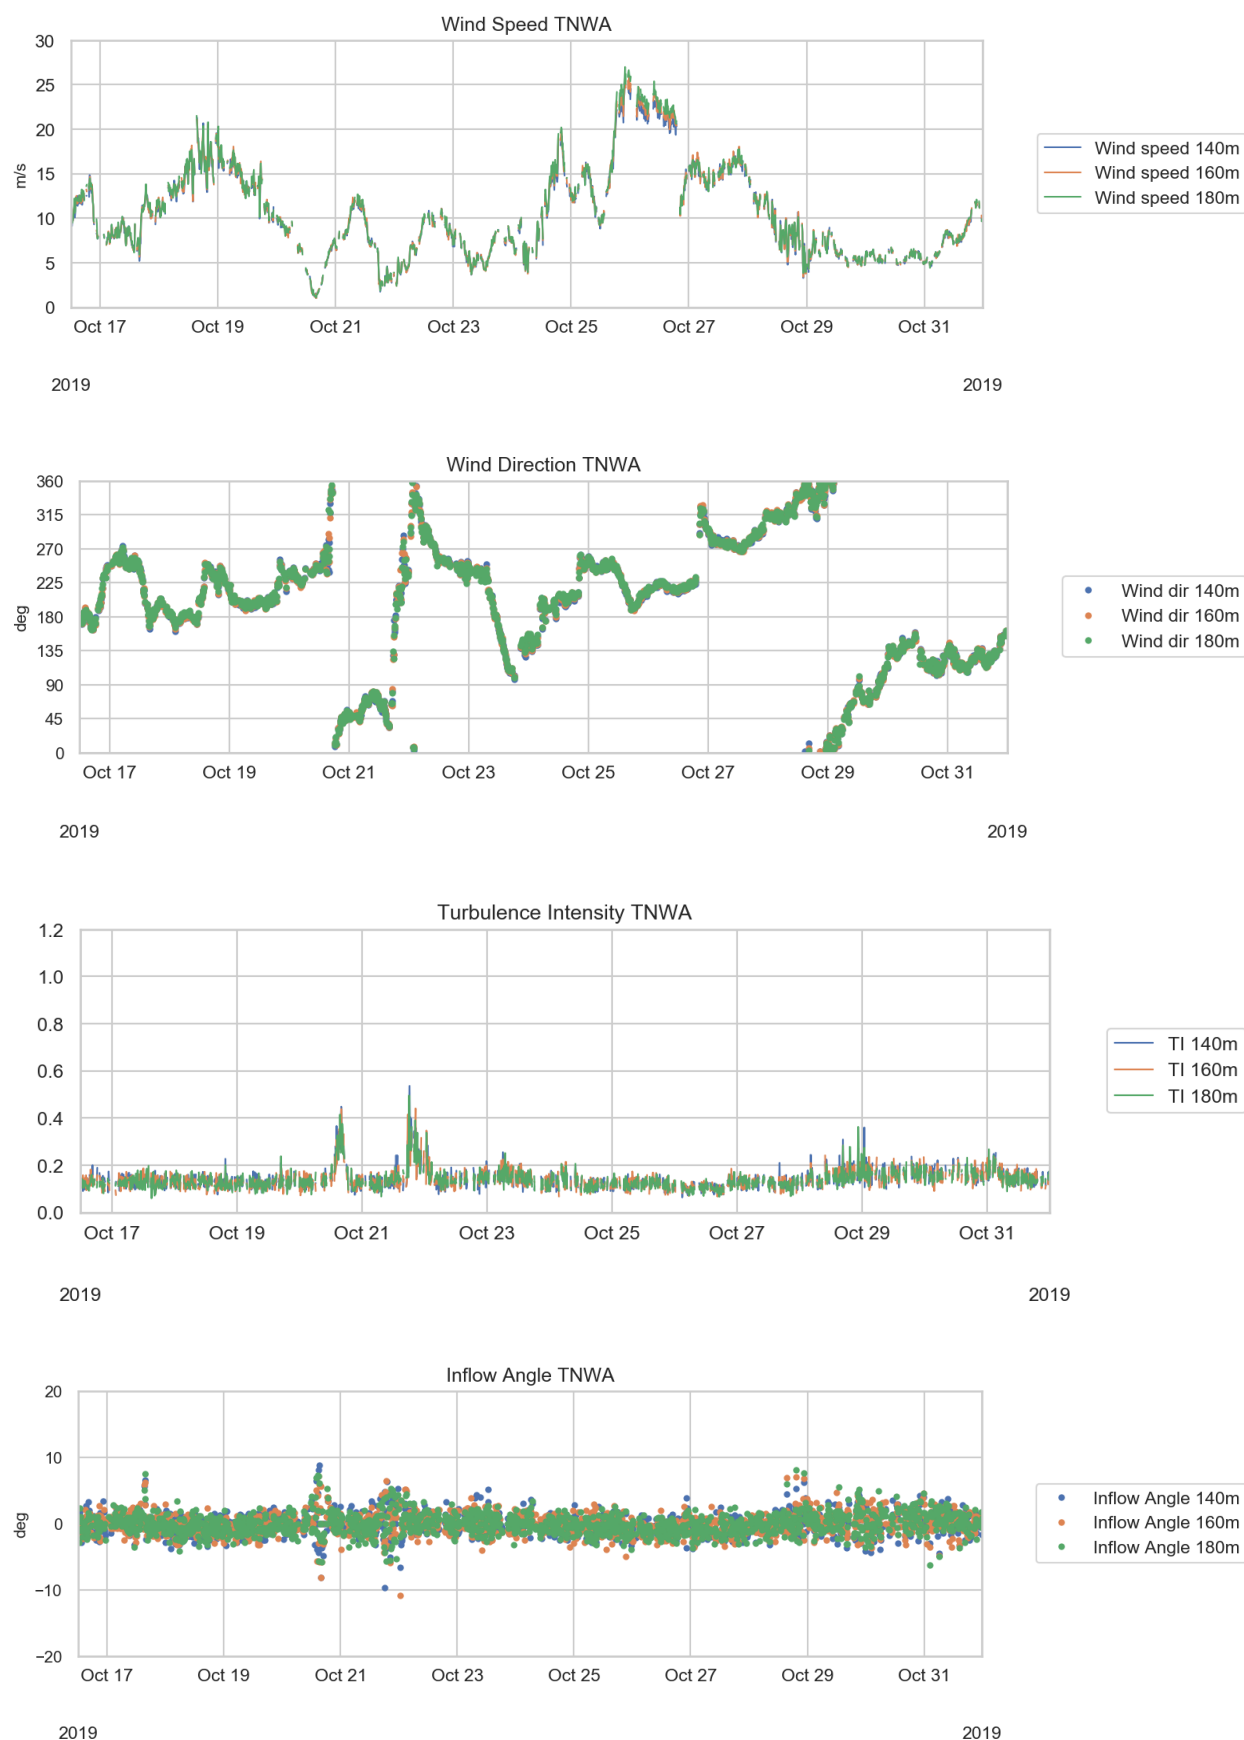 Wind Speed TNWA
30
25
20
15
10
5
0
m/s
Oct 17 Oct 19 Oct 21 Oct 23 Oct 25 Oct 27 Oct 29 Oct 31
2019 2019
Wind speed 140m
Wind speed 160m
Wind speed 180m
Wind Direction TNWA
360
315
270
225
180
135
90
45
0
deg
Oct 17 Oct 19 Oct 21 Oct 23 Oct 25 Oct 27 Oct 29 Oct 31
2019 2019
Wind dir 140m
Wind dir 160m
Wind dir 180m
Turbulence Intensity TNWA
1.2
1.0
0.8
0.6
0.4
0.2
0.0
Oct 17 Oct 19 Oct 21 Oct 23 Oct 25 Oct 27 Oct 29 Oct 31
2019 2019
TI 140m
TI 160m
TI 180m
Inflow Angle TNWA
20
10
0
−10
−20
deg
Oct 17 Oct 19 Oct 21 Oct 23 Oct 25 Oct 27 Oct 29 Oct 31
2019 2019
Inflow Angle 140m
Inflow Angle 160m
Inflow Angle 180m